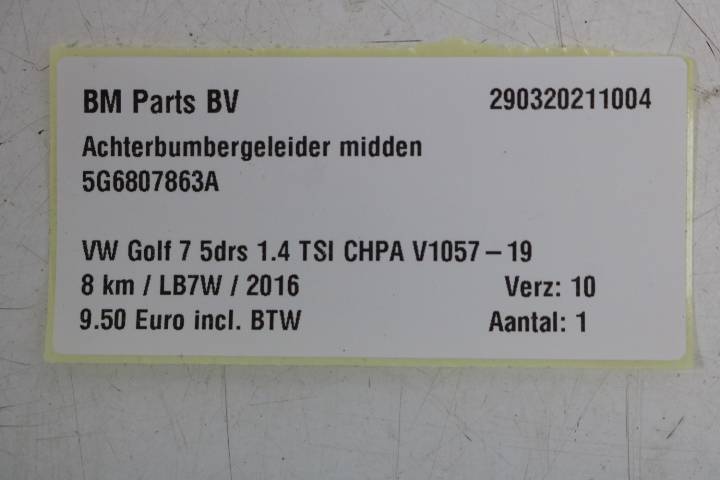 BM Parts BV 290320211004
Achterbumbergeleider midden
5G6807863A
VW Golf 7 5drs 1.4 TSI CHPA V1057-19
8 km / LB7W / 2016 Verz: 10
9.50 Euro incl. BTW Aantal: 1